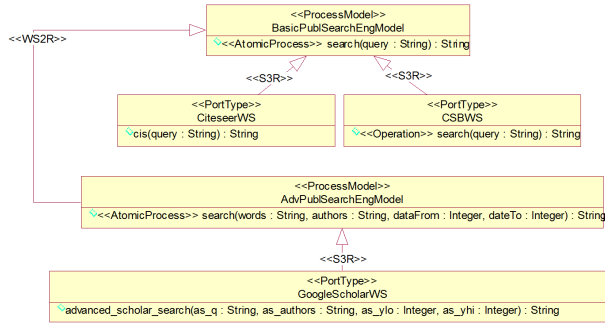 <<ProcessModel>>
BasicPublSearchEngModel
<<AtomicProcess>> search(query : String) : String
<<WS2R>>
<<S3R>>
<<S3R>>
<<PortType>>
CiteseerWS
cis(query : String) : String
<<PortType>>
CSBWS
<<Operation>> search(query : String) : String
<<ProcessModel>>
AdvPublSearchEngModel
<<AtomicProcess>> search(words : String, authors : String, dataFrom : Integer, dateTo : Integer) : String
<<S3R>>
<<PortType>>
GoogleScholarWS
advanced_scholar_search(as_q : String, as_authors : String, as_ylo : Integer, as_yhi : Integer) : String